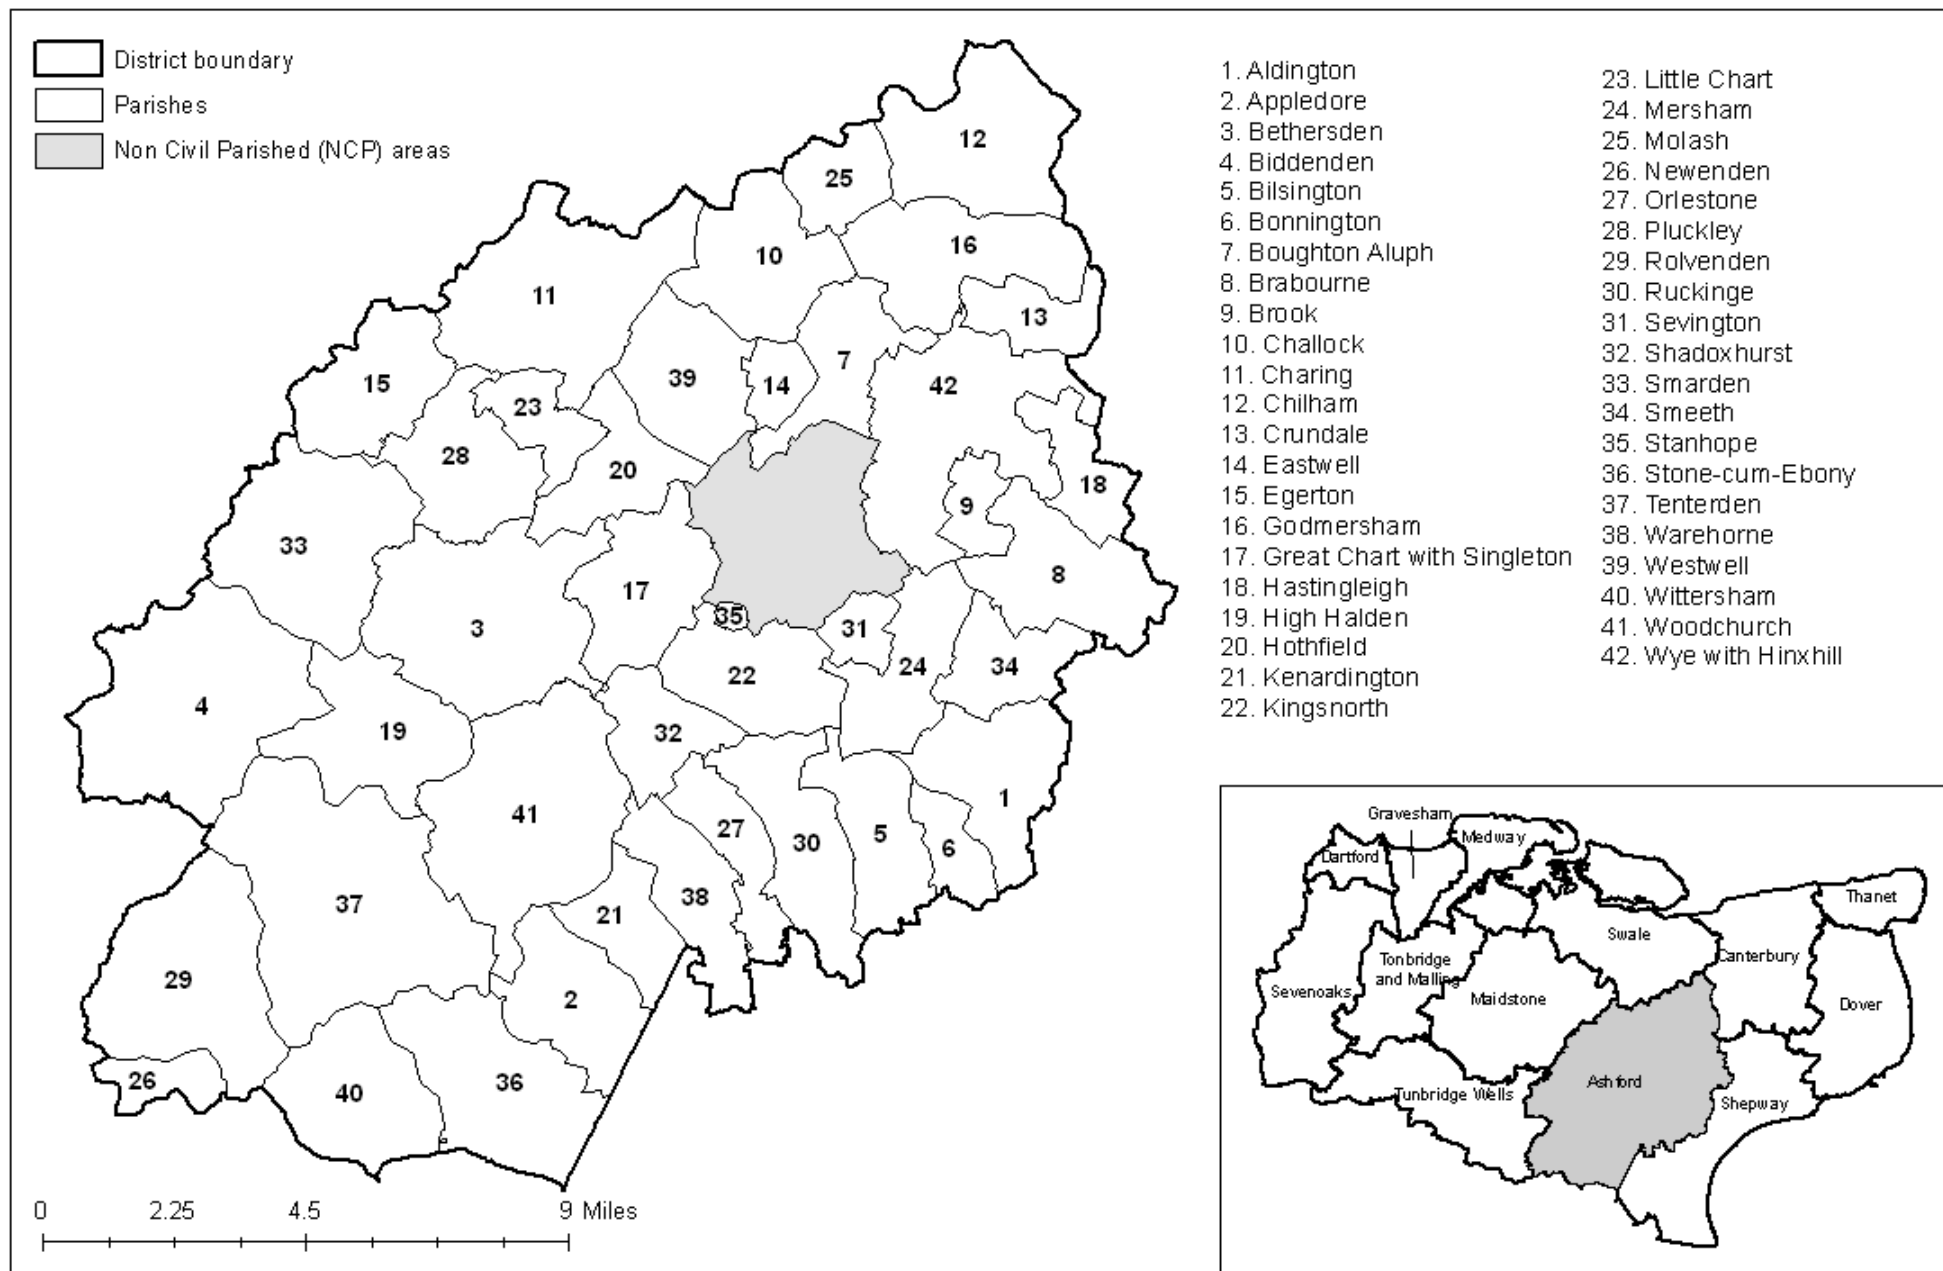 District boundary
Parishes
Non Civil Parished (NCP) areas
12
25
16
10
11
13
7
15
39
14
42
23
28
20
18
9
33
8
17
35
3
31
24
34
22
4
19
32
1
41
27
30
5
6
37
38
21
29
2
26
40
36
0 2.25 4.5 9 Miles
1. Aldington
2. Appledore
3. Bethersden
4. Biddenden
5. Bilsington
6. Bonnington
7. Boughton Aluph
8. Brabourne
9. Brook
10. Challock
11. Charing
12. Chilham
13. Crundale
14. Eastwell
15. Egerton
16. Godmersham
17. Great Chart with Singleton
18. Hastingleigh
19. High Halden
20. Hothfield
21. Kenardington
22. Kingsnorth
23. Little Chart
24. Mersham
25. Molash
26. Newenden
27. Orlestone
28. Pluckley
29. Rolvenden
30. Ruckinge
31. Sevington
32. Shadoxhurst
33. Smarden
34. Smeeth
35. Stanhope
36. Stone-cum-Ebony
37. Tenterden
38. Warehorne
39. Westwell
40. Wittersham
41. Woodchurch
42. Wye with Hinxhill
Gravesham
Medway
Dartford
Thanet
Swale
Canterbury
Tonbridge
and Malling
Sevenoaks
Maidstone
Dover
Ashford
Tunbridge Wells
Shepway